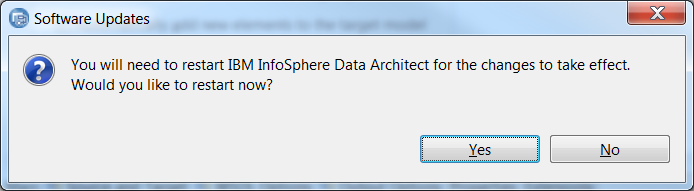 Software Updates
You will need to restart IBM InfoSphere Data Architect for the changes to take effect.
Would you like to restart now?
Yes
No